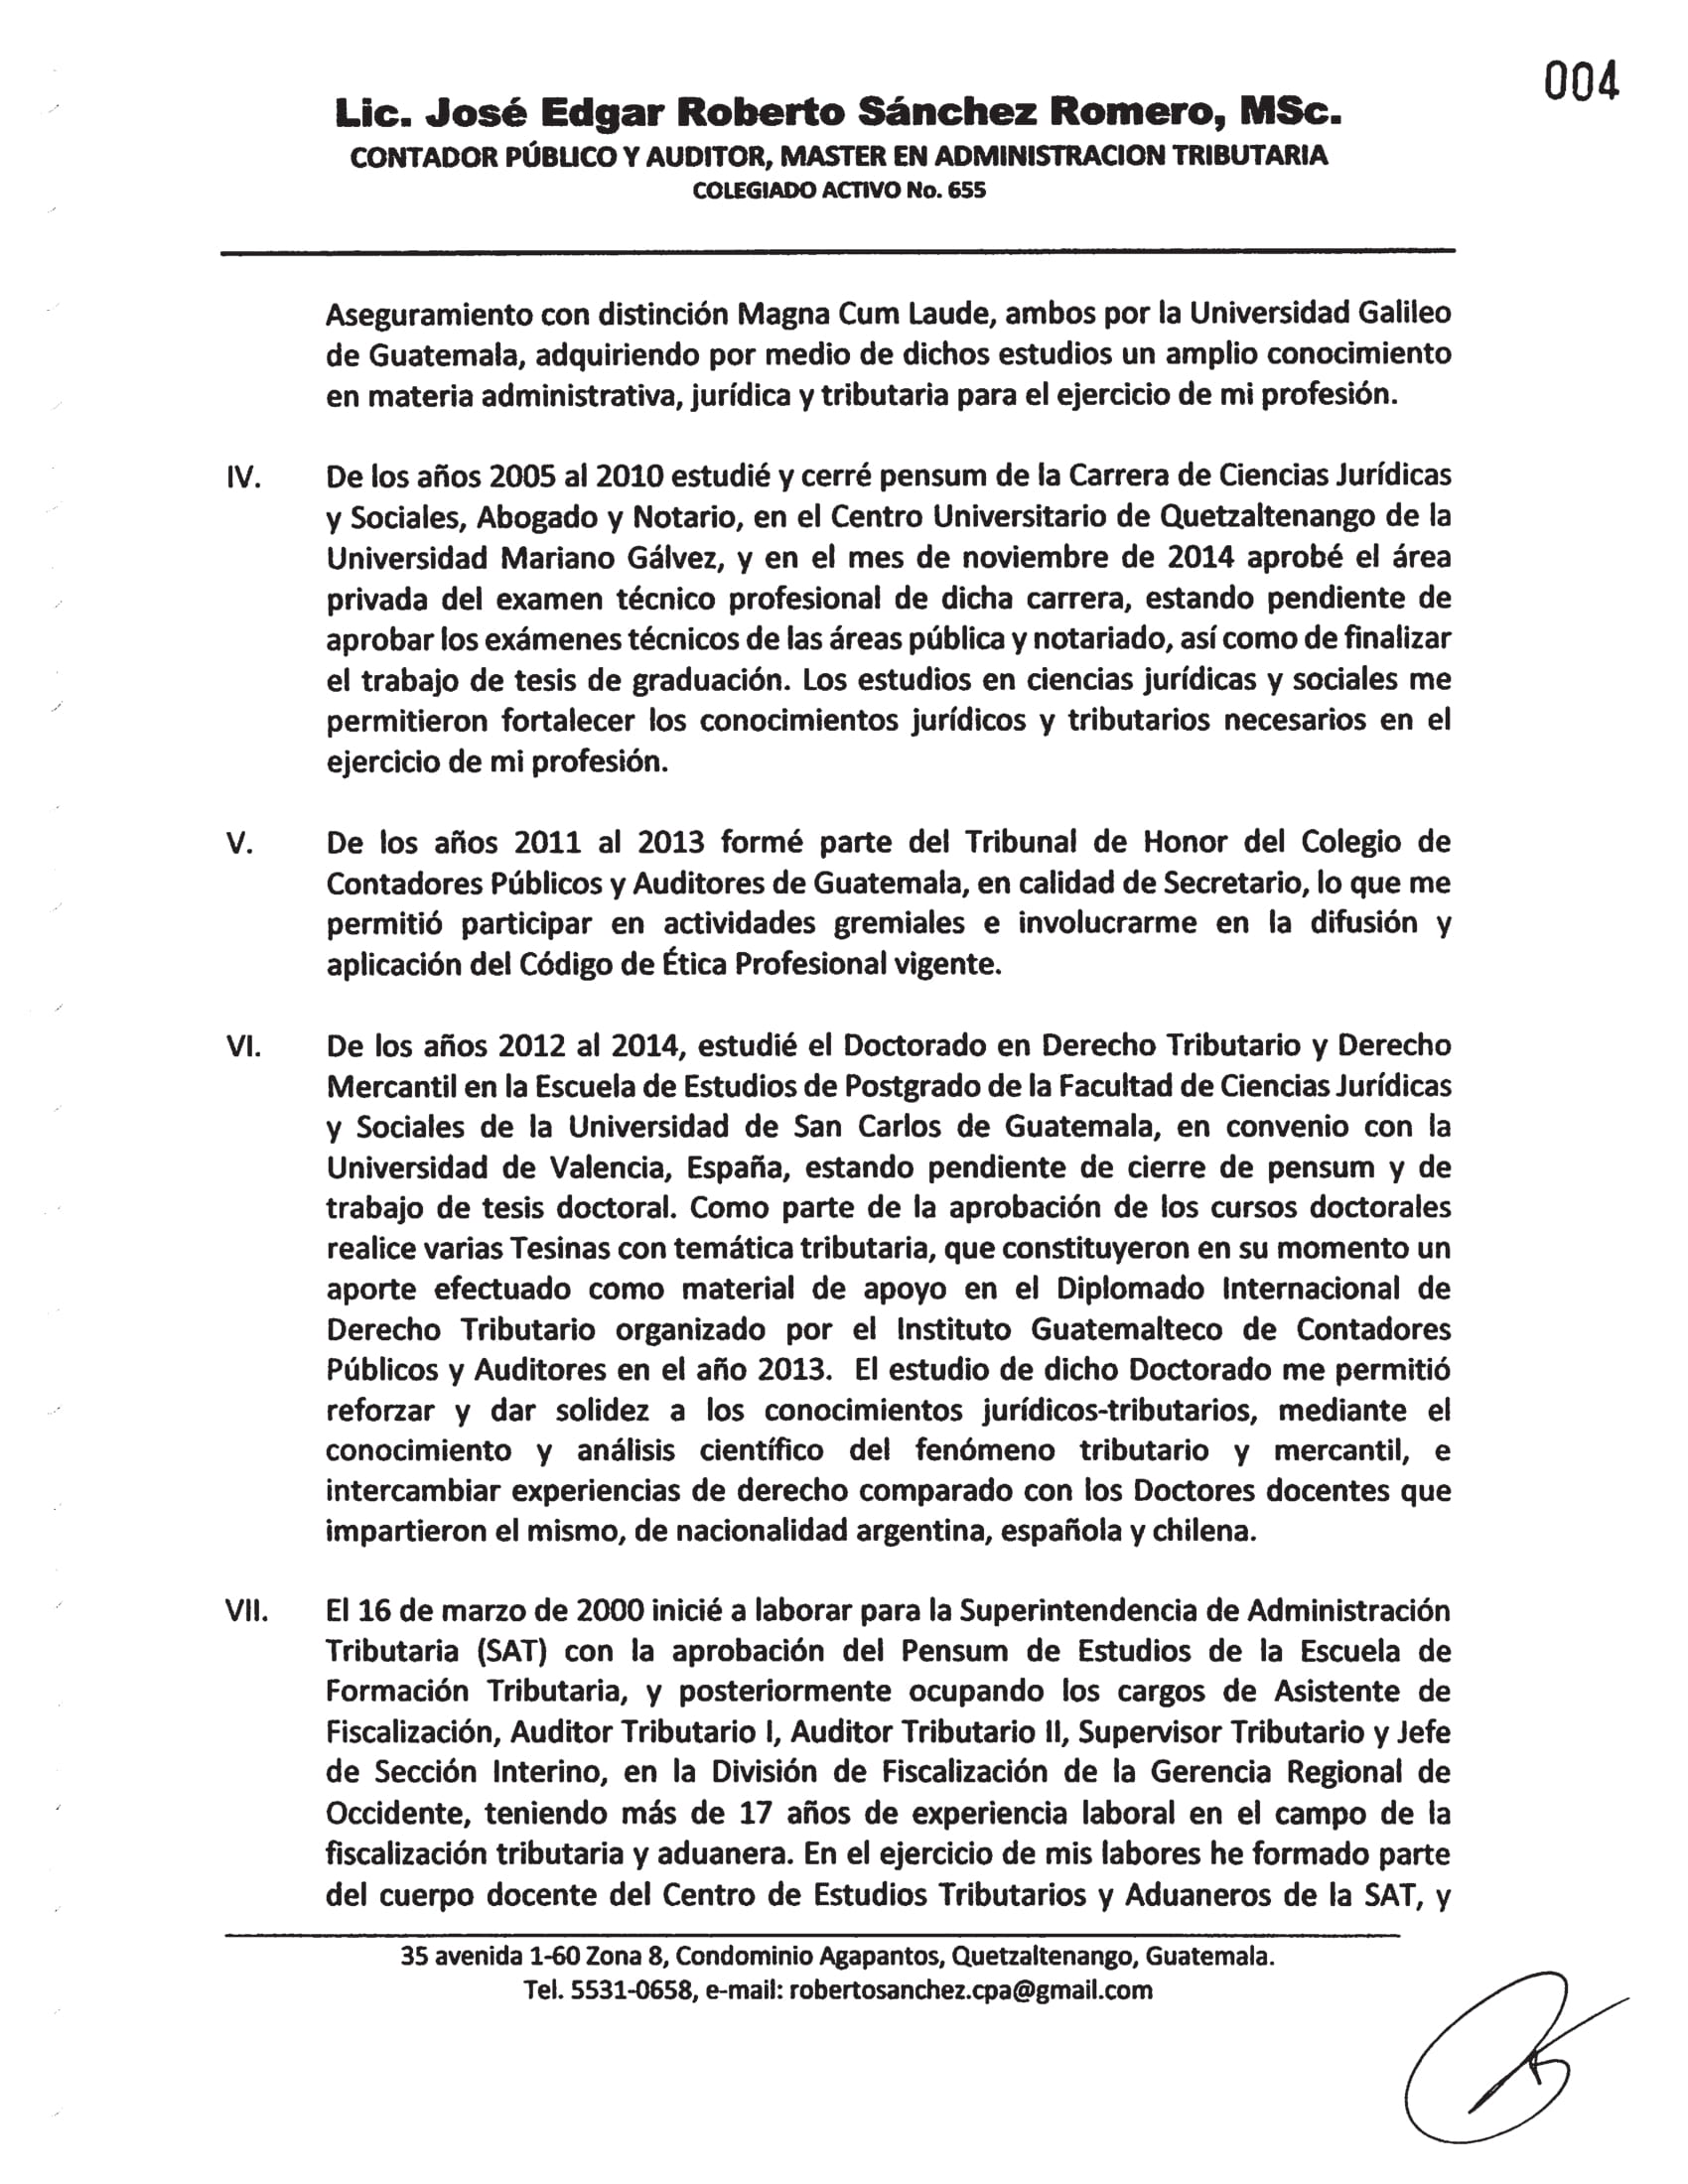 004
Lic. José Edgar Roberto Sánchez Romero, MSc.
CONTADOR PÚBLICO Y AUDITOR, MASTER EN ADMINISTRACION TRIBUTARIA
COLEGIADO ACTIVO No. 655
Aseguramiento con distinción Magna Cum Laude, ambos por la Universidad Galileo
de Guatemala, adquiriendo por medio de dichos estudios un amplio conocimiento
en materia administrativa, jurídica y tributaria para el ejercicio de mi profesión.
IV. De los años 2005 al 2010 estudié y cerré pensum de la Carrera de Ciencias Jurídicas
y Sociales, Abogado y Notario, en el Centro Universitario de Quetzaltenango de la
Universidad Mariano Gálvez, y en el mes de noviembre de 2014 aprobé el área
privada del examen técnico profesional de dicha carrera, estando pendiente de
aprobar los exámenes técnicos de las áreas pública y notariado, así como de finalizar
el trabajo de tesis de graduación. Los estudios en ciencias jurídicas y sociales me
permitieron fortalecer los conocimientos jurídicos y tributarios necesarios en el
ejercicio de mi profesión.
V. De los años 2011 al 2013 formé parte del Tribunal de Honor del Colegio de
Contadores Públicos y Auditores de Guatemala, en calidad de Secretario, lo que me
permitió participar en actividades gremiales e involucrarme en la difusión y
aplicación del Código de Ética Profesional vigente.
VI. De los años 2012 al 2014, estudié el Doctorado en Derecho Tributario y Derecho
Mercantil en la Escuela de Estudios de Postgrado de la Facultad de Ciencias Jurídicas
y Sociales de la Universidad de San Carlos de Guatemala, en convenio con la
Universidad de Valencia, España, estando pendiente de cierre de pensum y de
trabajo de tesis doctoral. Como parte de la aprobación de los cursos doctorales
realice varias Tesinas con temática tributaria, que constituyeron en su momento un
aporte efectuado como material de apoyo en el Diplomado Internacional de
Derecho Tributario organizado por el Instituto Guatemalteco de Contadores
Públicos y Auditores en el año 2013. El estudio de dicho Doctorado me permitió
reforzar y dar solidez a los conocimientos jurídicos-tributarios, mediante el
conocimiento y análisis científico del fenómeno tributario y mercantil, e
intercambiar experiencias de derecho comparado con los Doctores docentes que
impartieron el mismo, de nacionalidad argentina, española y chilena.
VII. El 16 de marzo de 2000 inicié a laborar para la Superintendencia de Administración
Tributaria (SAT) con la aprobación del Pensum de Estudios de la Escuela de
Formación Tributaria, y posteriormente ocupando los cargos de Asistente de
Fiscalización, Auditor Tributario I, Auditor Tributario II, Supervisor Tributario y Jefe
de Sección Interino, en la División de Fiscalización de la Gerencia Regional de
Occidente, teniendo más de 17 años de experiencia laboral en el campo de la
fiscalización tributaria y aduanera. En el ejercicio de mis labores he formado parte
del cuerpo docente del Centro de Estudios Tributarios y Aduaneros de la SAT, y
35 avenida 1-60 Zona 8, Condominio Agapantos, Quetzaltenango, Guatemala.
Tel. 5531-0658, e-mail: robertosanchez.cpa@gmail.com